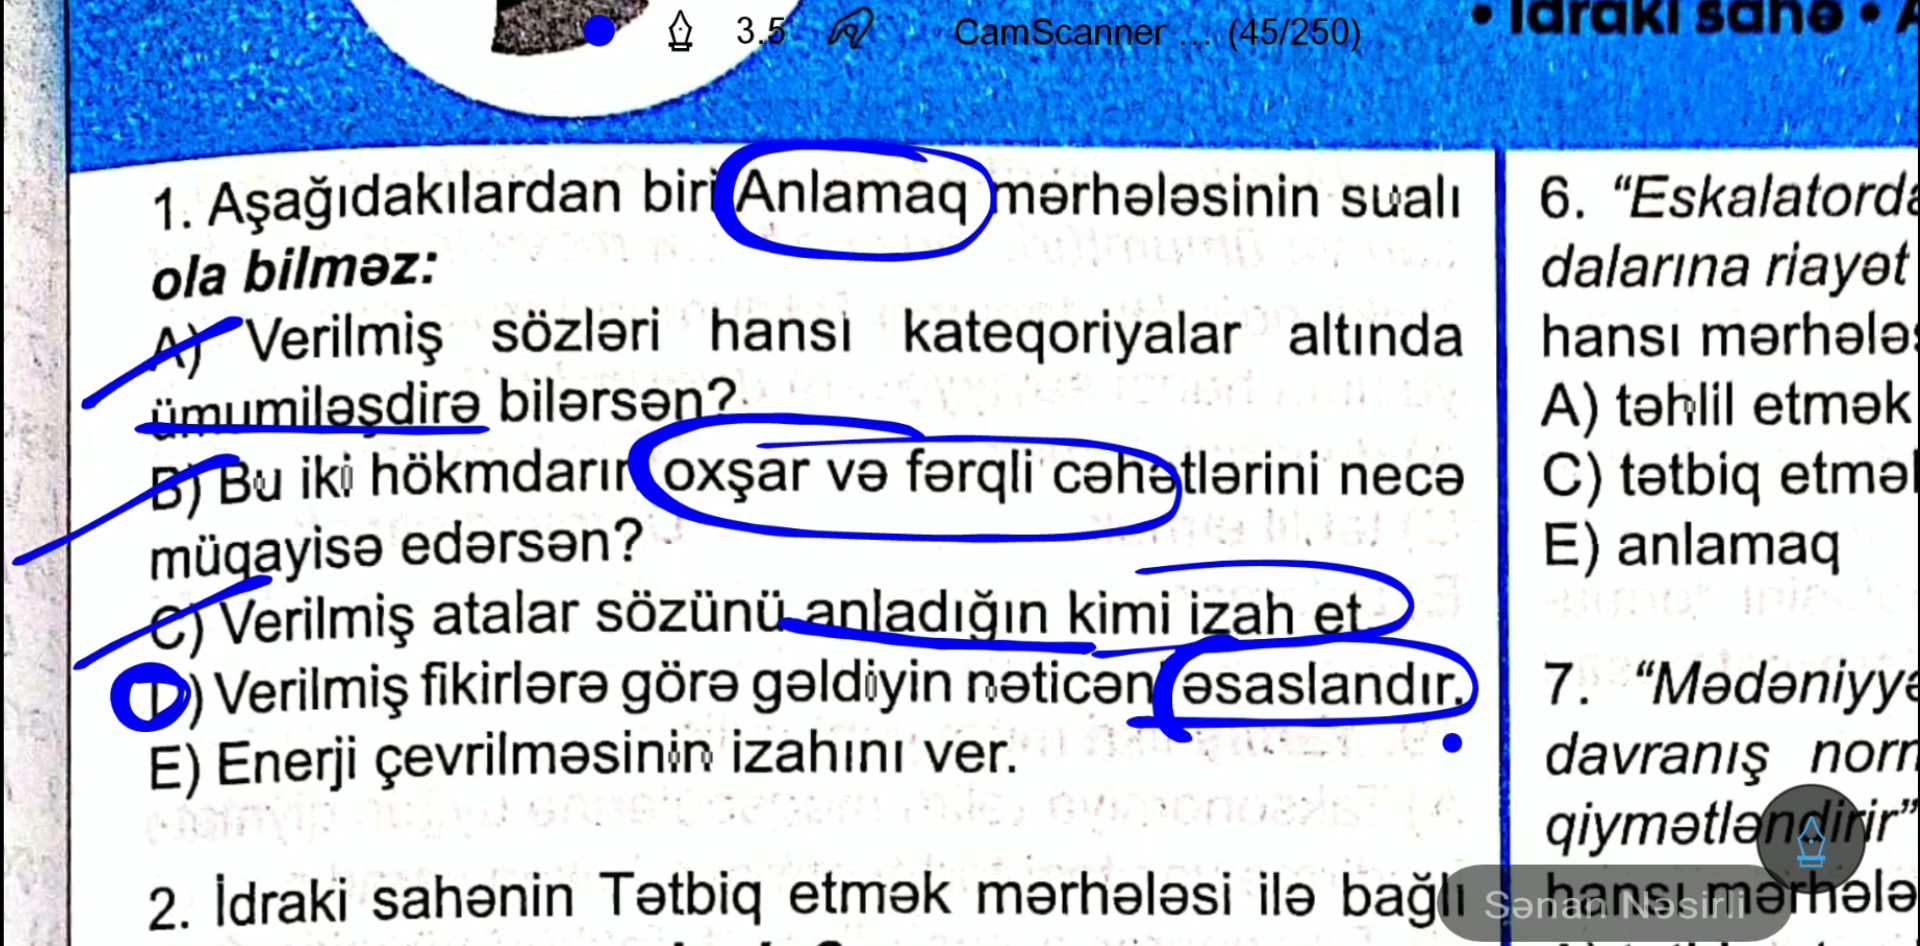 3.5 CamScanner ... (45/250)
• İdraki sahə •
1. Aşağıdakılardan biri Anlamaq mərhələsinin sualı
ola bilməz:
A) Verilmiş sözləri hansı kateqoriyalar altında
ümumiləşdirə bilərsən?
B) Bu iki hökmdarın oxşar və fərqli cəhətlərini necə
müqayisə edərsən?
C) Verilmiş atalar sözünü anladığın kimi izah et.
D) Verilmiş fikirlərə görə gəldiyin nəticəni əsaslandır.
E) Enerji çevrilməsinin izahını ver.
2. İdraki sahənin Tətbiq etmək mərhələsi ilə bağlı
6. “Eskalatorda
dalarına riayət
hansı mərhələs
A) təhlil etmək
C) tətbiq etmək
E) anlamaq
7. “Mədəniyyə
davranış norm
qiymətləndirir”
hansı mərhələ
Sənan Nəsirli